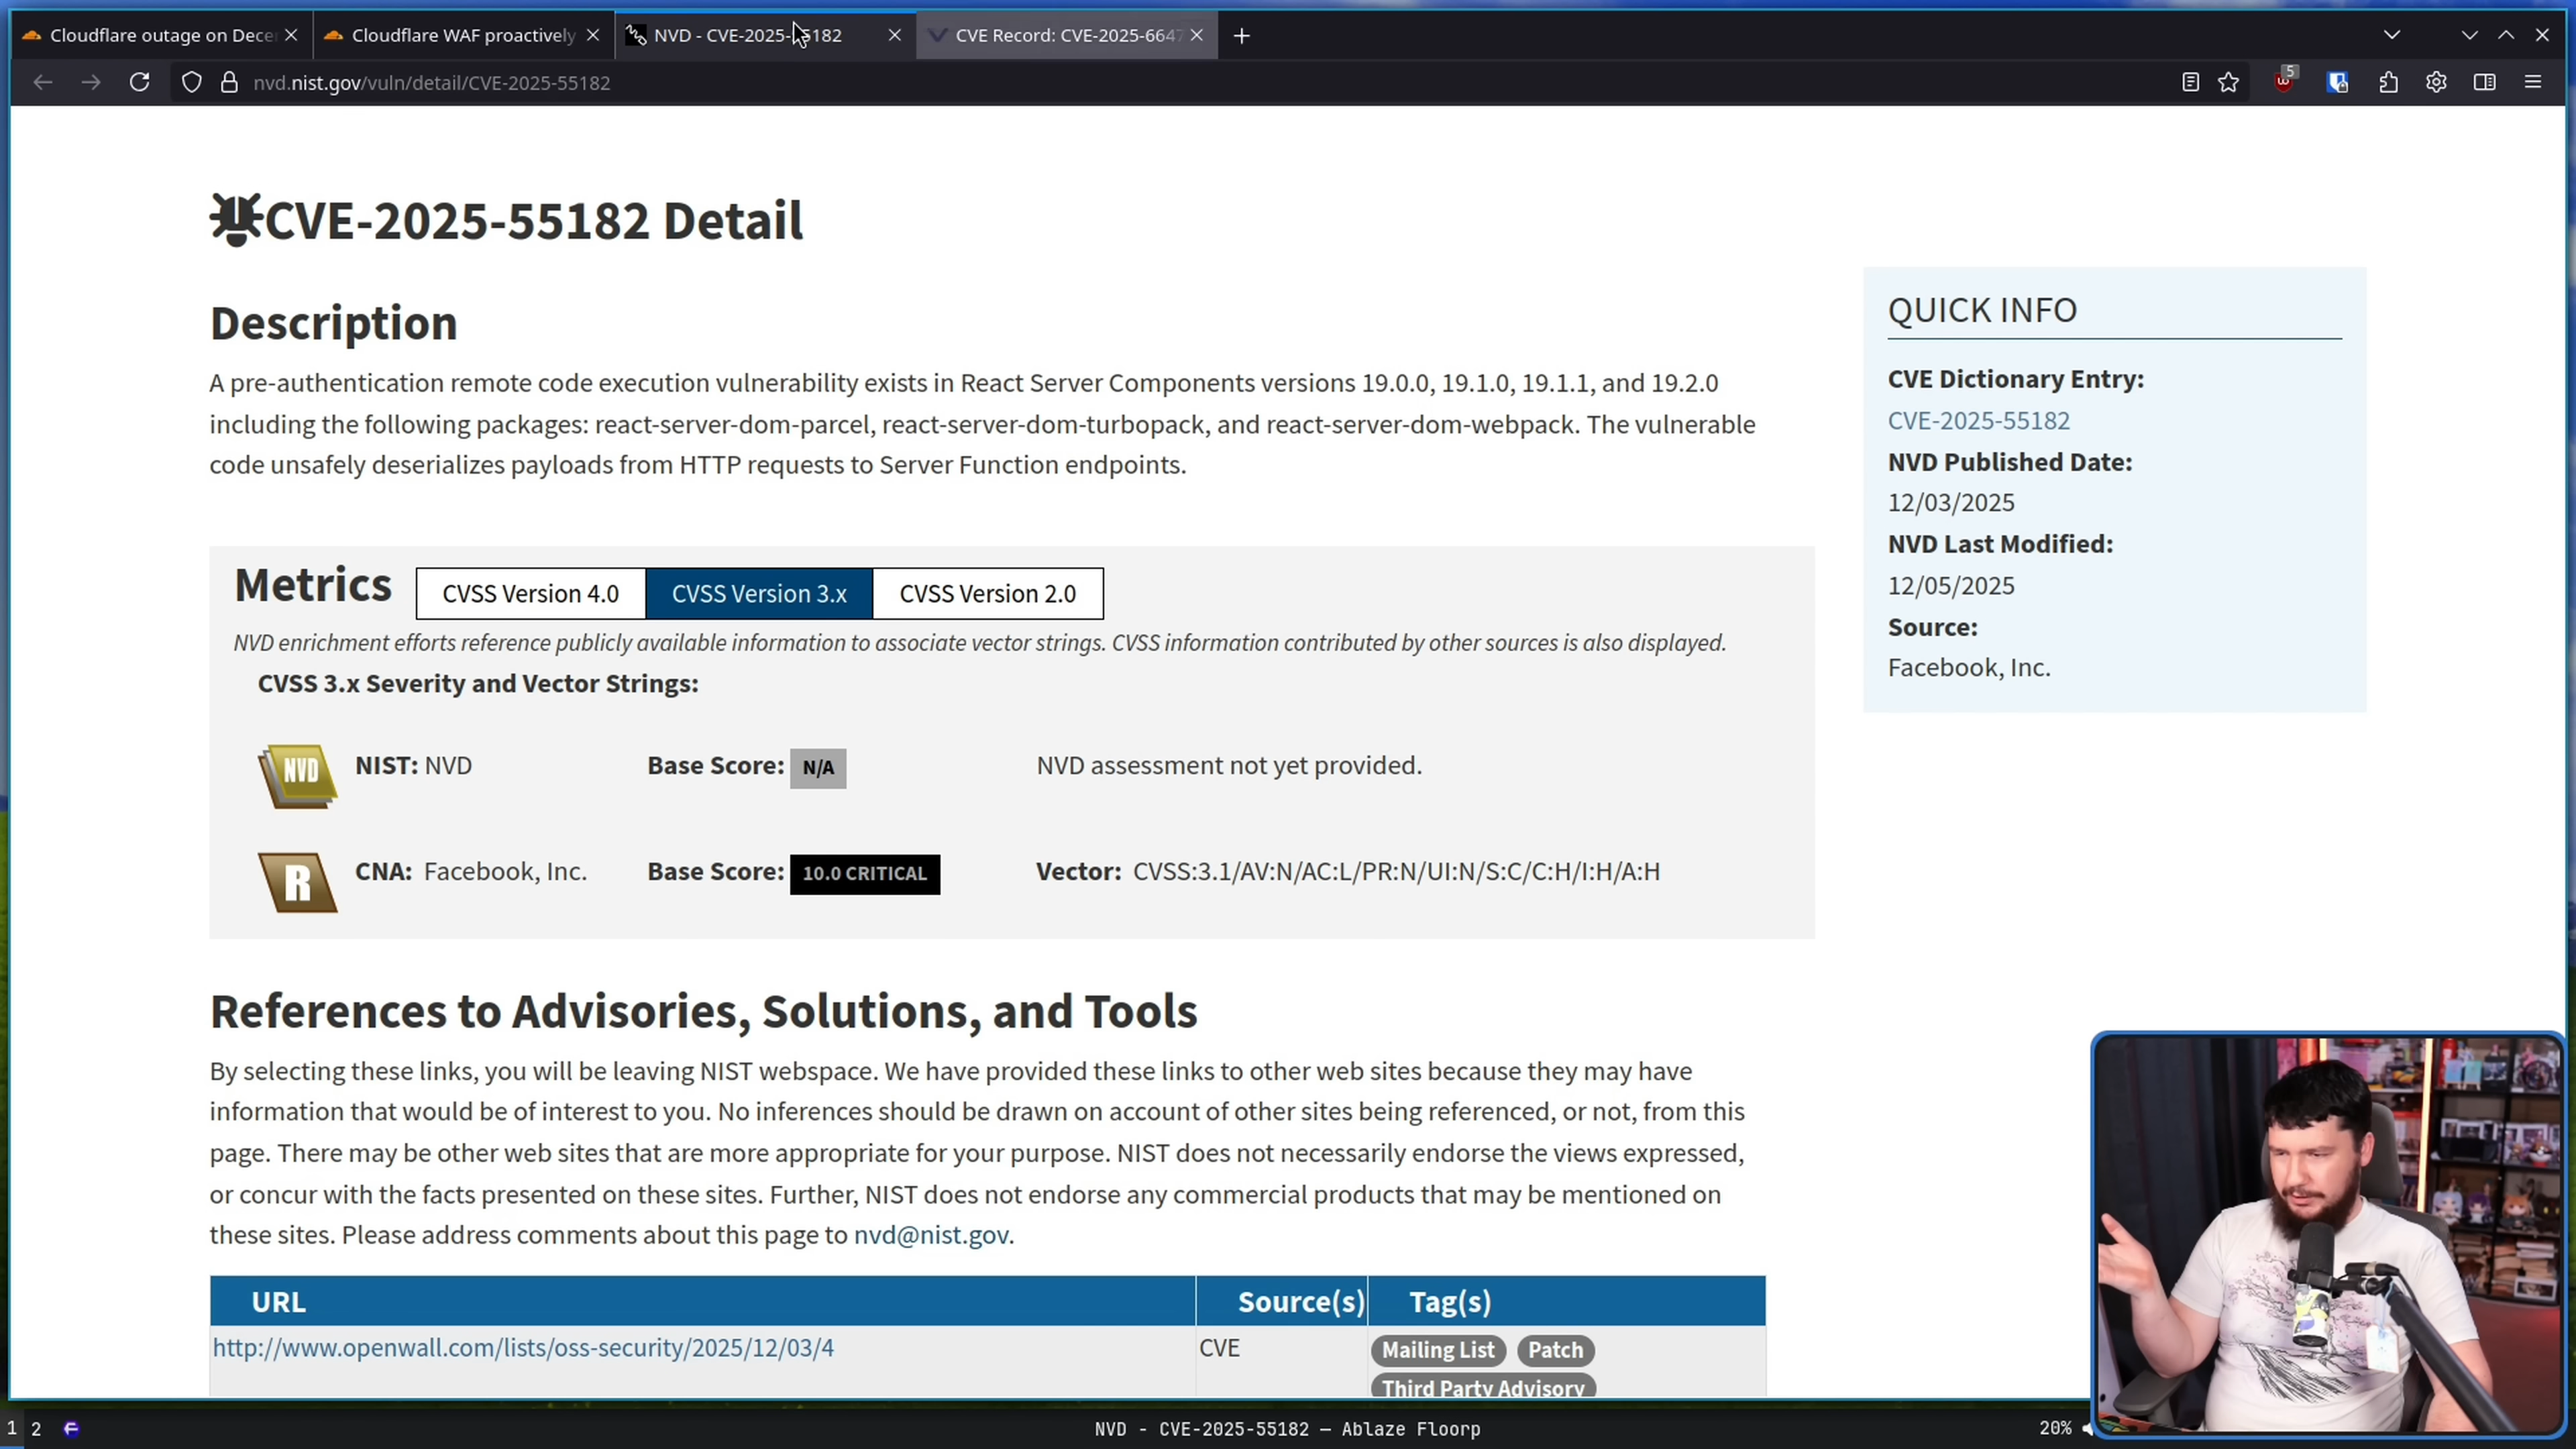 Cloudflare outage on Dece
Cloudflare WAF proactively
NVD - CVE-2025-55182
CVE Record: CVE-2025-6647
nvd.nist.gov/vuln/detail/CVE-2025-55182
5
CVE-2025-55182 Detail
Description
A pre-authentication remote code execution vulnerability exists in React Server Components versions 19.0.0, 19.1.0, 19.1.1, and 19.2.0
including the following packages: react-server-dom-parcel, react-server-dom-turbopack, and react-server-dom-webpack. The vulnerable
code unsafely deserializes payloads from HTTP requests to Server Function endpoints.
QUICK INFO
CVE Dictionary Entry:
CVE-2025-55182
NVD Published Date:
12/03/2025
NVD Last Modified:
12/05/2025
Source:
Facebook, Inc.
Metrics
CVSS Version 4.0
CVSS Version 3.x
CVSS Version 2.0
NVD enrichment efforts reference publicly available information to associate vector strings. CVSS information contributed by other sources is also displayed.
CVSS 3.x Severity and Vector Strings:
NVD
NIST: NVD
Base Score: N/A
NVD assessment not yet provided.
R
CNA: Facebook, Inc.
Base Score: 10.0 CRITICAL
Vector: CVSS:3.1/AV:N/AC:L/PR:N/UI:N/S:C/C:H/I:H/A:H
References to Advisories, Solutions, and Tools
By selecting these links, you will be leaving NIST webspace. We have provided these links to other web sites because they may have
information that would be of interest to you. No inferences should be drawn on account of other sites being referenced, or not, from this
page. There may be other web sites that are more appropriate for your purpose. NIST does not necessarily endorse the views expressed,
or concur with the facts presented on these sites. Further, NIST does not endorse any commercial products that may be mentioned on
these sites. Please address comments about this page to nvd@nist.gov.
URL
Source(s)
Tag(s)
http://www.openwall.com/lists/oss-security/2025/12/03/4
CVE
Mailing List
Patch
Third Party Advisory
1 2
NVD - CVE-2025-55182 — Ablaze Floorp
20%